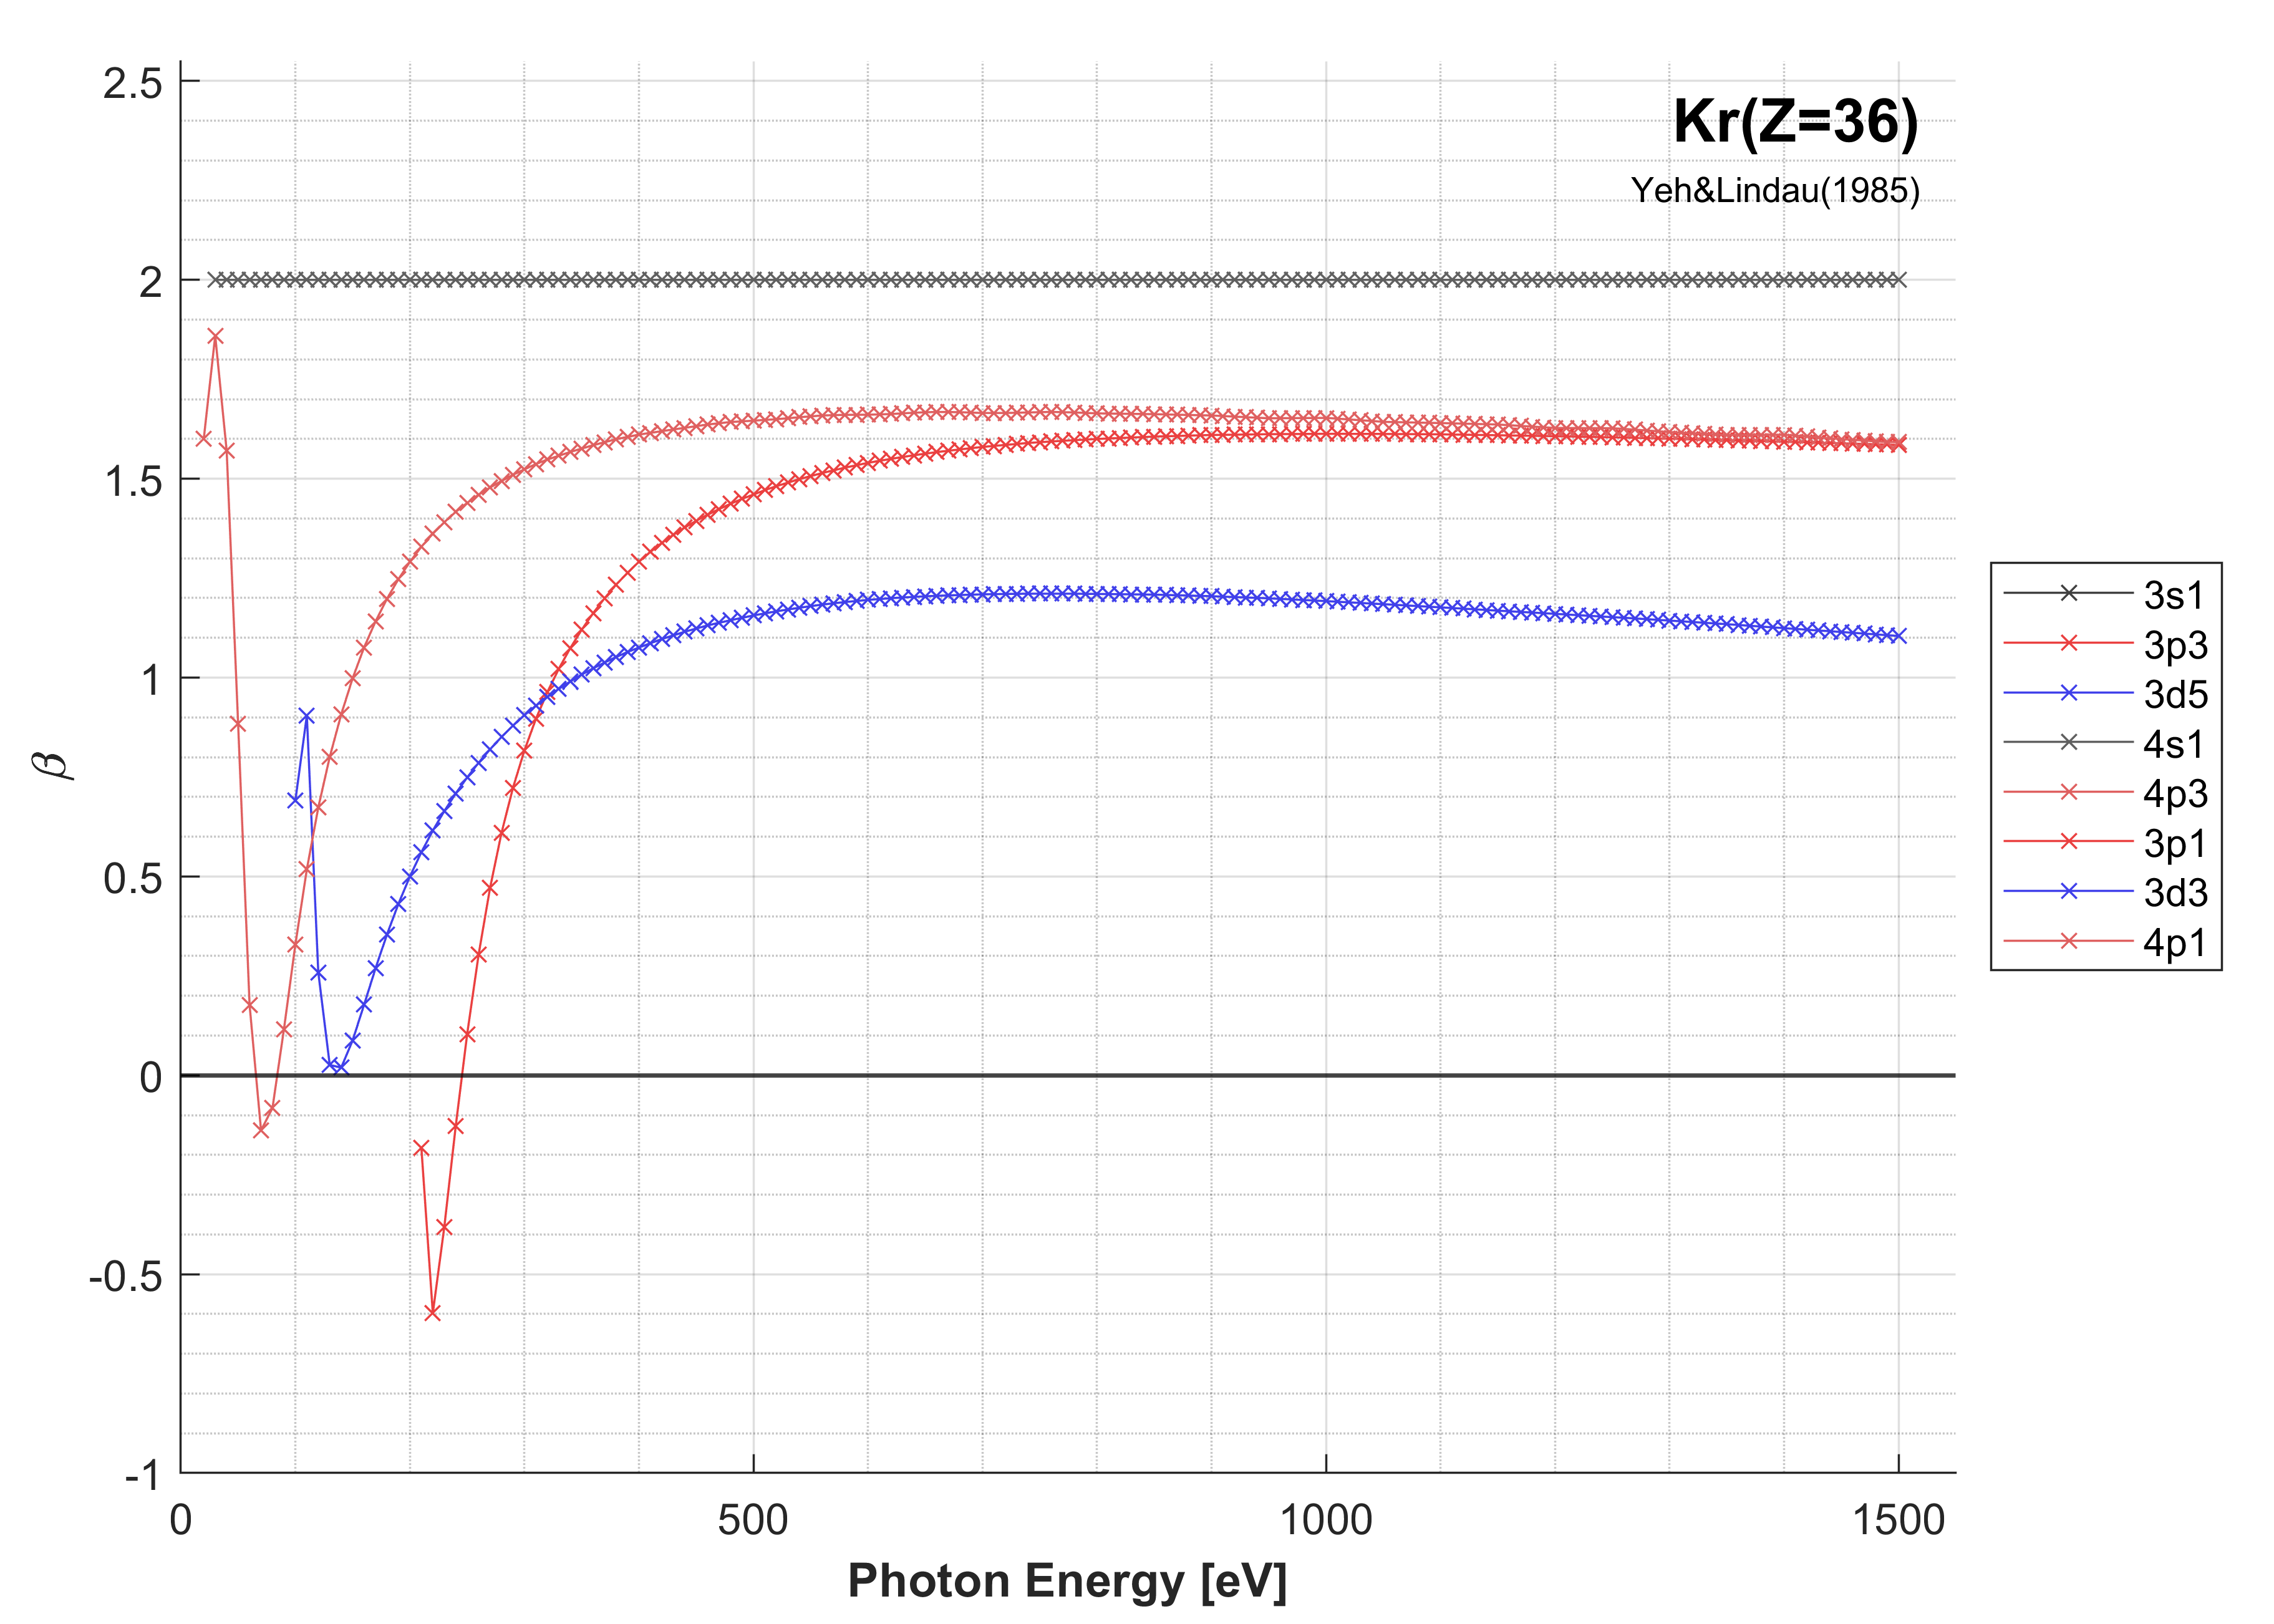 Kr(Z=36)
Yeh&Lindau(1985)
2.5
2
1.5
1
0.5
0
-0.5
-1
β
0 500 1000 1500
Photon Energy [eV]
3s1
3p3
3d5
4s1
4p3
3p1
3d3
4p1